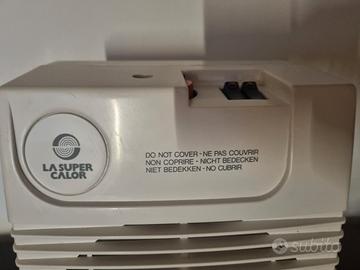 LA SUPER
CALOR
DO NOT COVER - NE PAS COUVRIR
NON COPRIRE - NICHT BEDECKEN
NIET BEDEKKEN - NO CUBRIR
subito